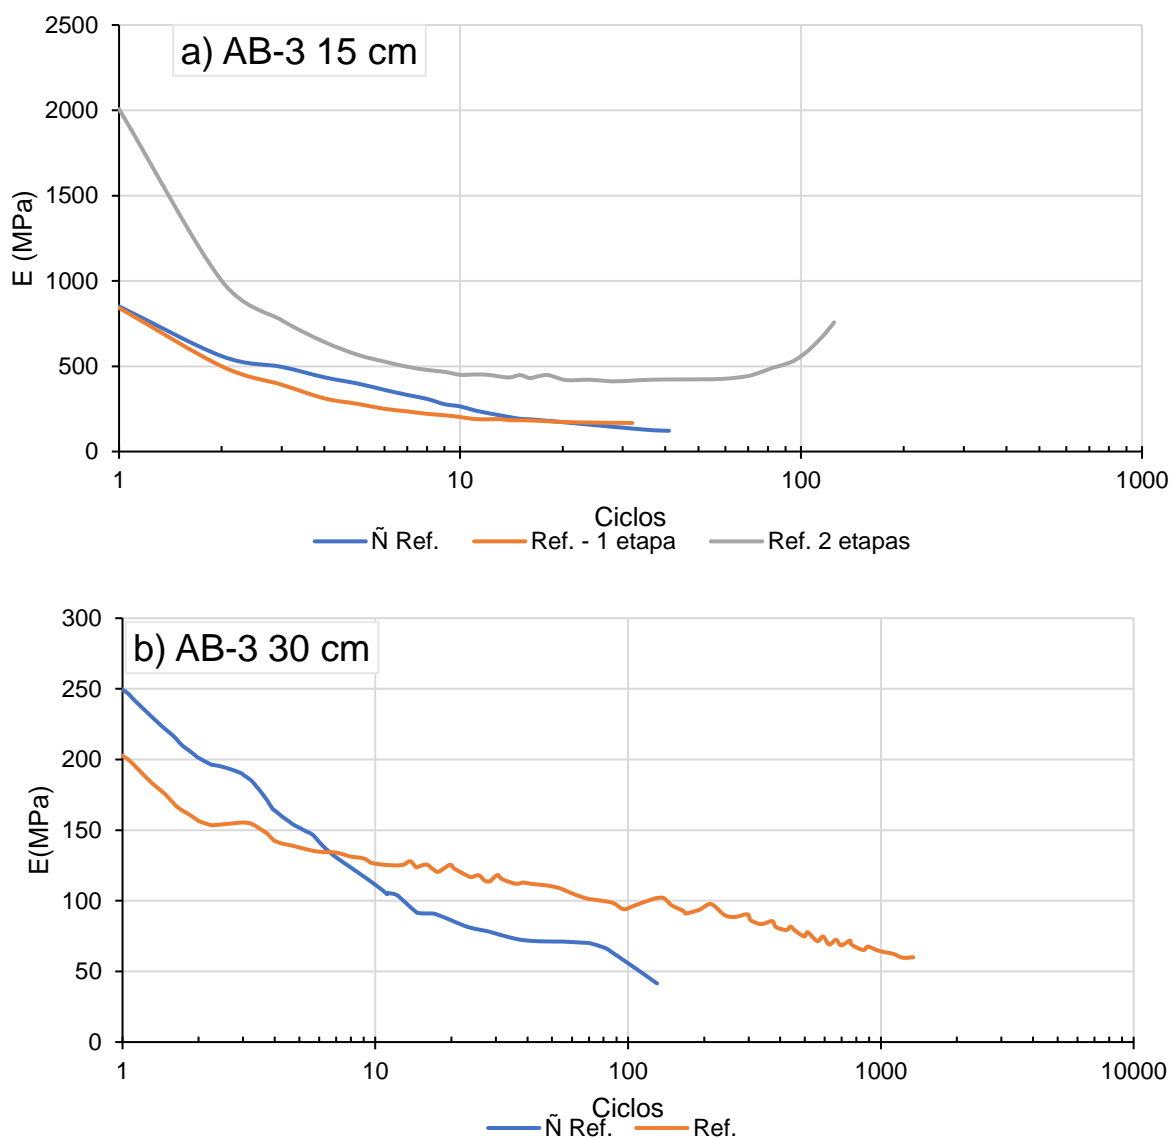 a) AB-3 15 cm
E (MPa)
2500
2000
1500
1000
500
0
1 10 100 1000
Ciclos
Ñ Ref. Ref. - 1 etapa Ref. 2 etapas
b) AB-3 30 cm
E(MPa)
300
250
200
150
100
50
0
1 10 100 1000 10000
Ciclos
Ñ Ref. Ref.